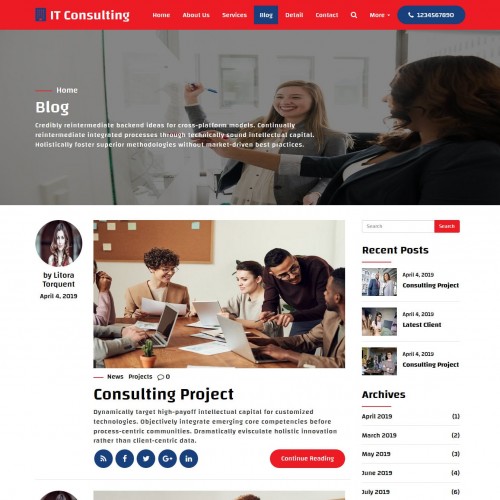 IT Consulting
Home About Us Services Blog Detail More 1234567890
Home
Blog
Credibly reintermediate backend ideas for cross-platform models. Continually
reintermediate integrated processes through technically sound intellectual capital.
Holistically foster superior methodologies without market-driven best practices.
by Litora
Torquent
April 4, 2019
News Projects 0
Consulting Project
Dynamically target high-payoff intellectual capital for customized
technologies. Objectively integrate emerging core competencies before
process-centric communities. Dramatically evisculate holistic innovation
rather than client-centric data.
Continue Reading
Search Search
Recent Posts
April 4, 2019
Consulting Project
April 4, 2019
Latest Client
April 4, 2019
Consulting Project
Archives
April 2019 (1)
March 2019 (2)
May 2019 (3)
June 2019 (4)
July 2019 (5)